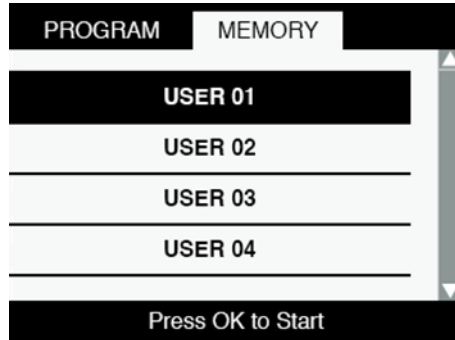 PROGRAM MEMORY
USER 01
USER 02
USER 03
USER 04
Press OK to Start